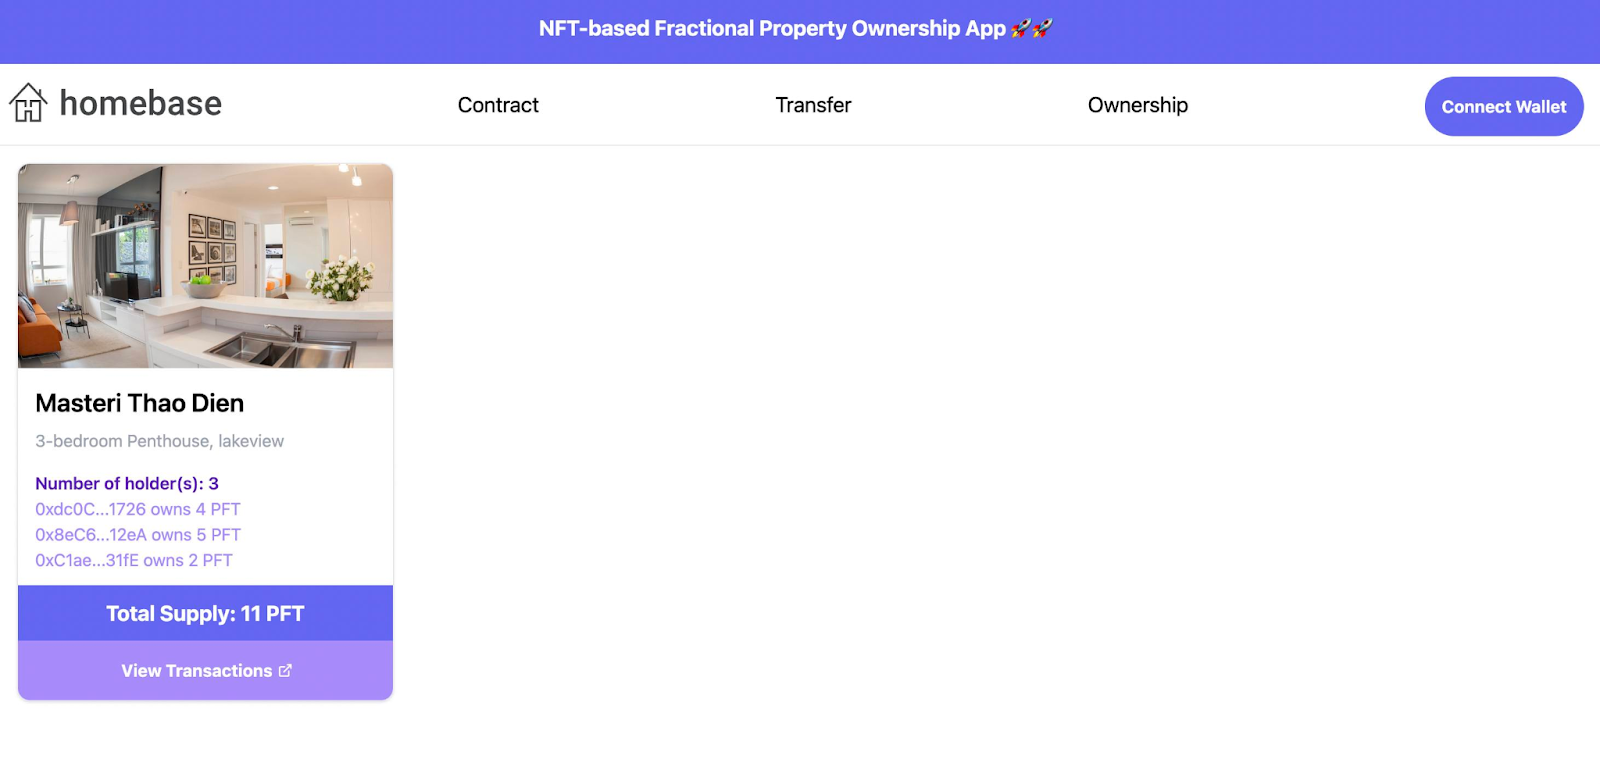 NFT-based Fractional Property Ownership App 🚀🚀
homebase
Contract
Transfer
Ownership
Connect Wallet
Masteri Thao Dien
3-bedroom Penthouse, lakeview
Number of holder(s): 3
0xdc0C...1726 owns 4 PFT
0x8eC6...12eA owns 5 PFT
0xC1ae...31fE owns 2 PFT
Total Supply: 11 PFT
View Transactions